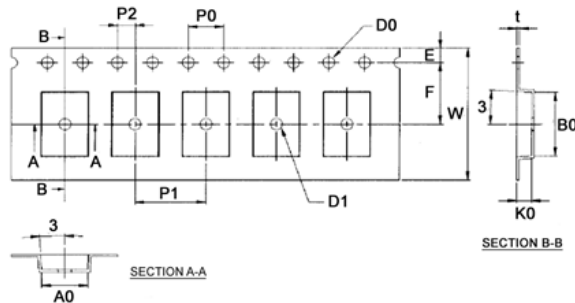 P2
P0
D0
t
B
E
F
W
3
B0
A
A
B
P1
D1
K0
3
SECTION B-B
SECTION A-A
A0